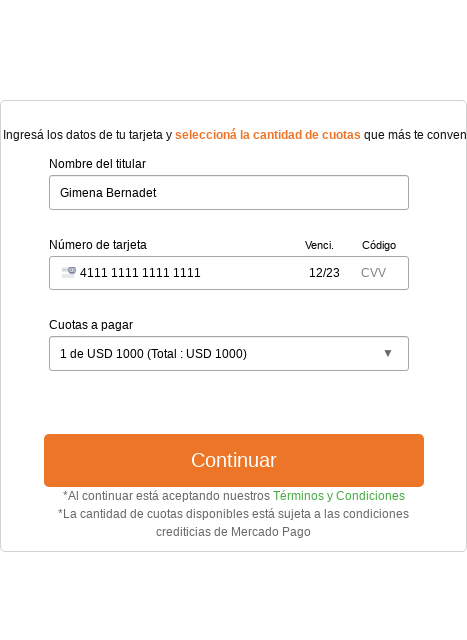 Ingresá los datos de tu tarjeta y seleccioná la cantidad de cuotas que más te conven
Nombre del titular
Gimena Bernadet
Número de tarjeta Venci. Código
4111 1111 1111 1111 12/23 CVV
Cuotas a pagar
1 de USD 1000 (Total : USD 1000)
Continuar
*Al continuar está aceptando nuestros Términos y Condiciones
*La cantidad de cuotas disponibles está sujeta a las condiciones
crediticias de Mercado Pago